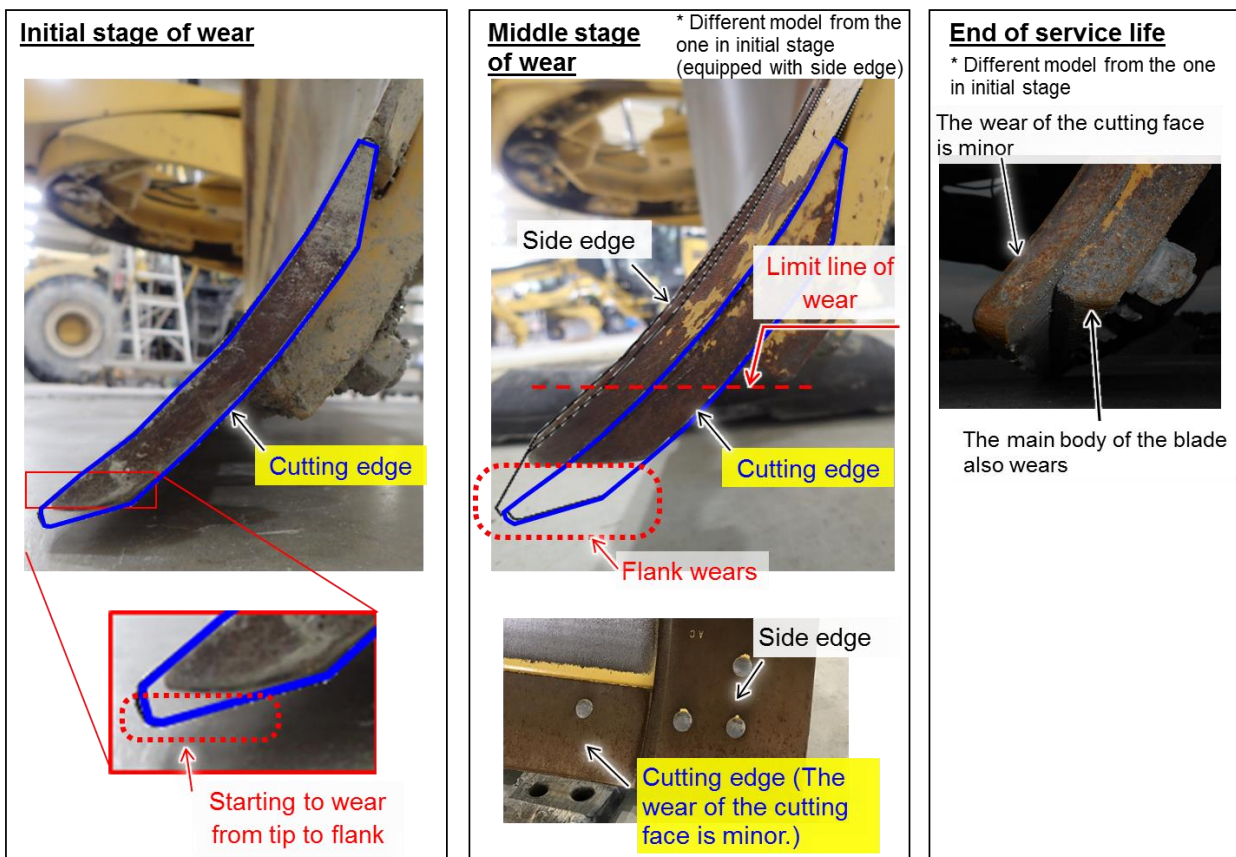 Initial stage of wear
Cutting edge
Starting to wear
from tip to flank
Middle stage
of wear
* Different model from the
one in initial stage
(equipped with side edge)
Side edge
Limit line of
wear
Cutting edge
Flank wears
Side edge
Cutting edge (The
wear of the cutting
face is minor.)
End of service life
* Different model from the one
in initial stage
The wear of the cutting face
is minor
The main body of the blade
also wears